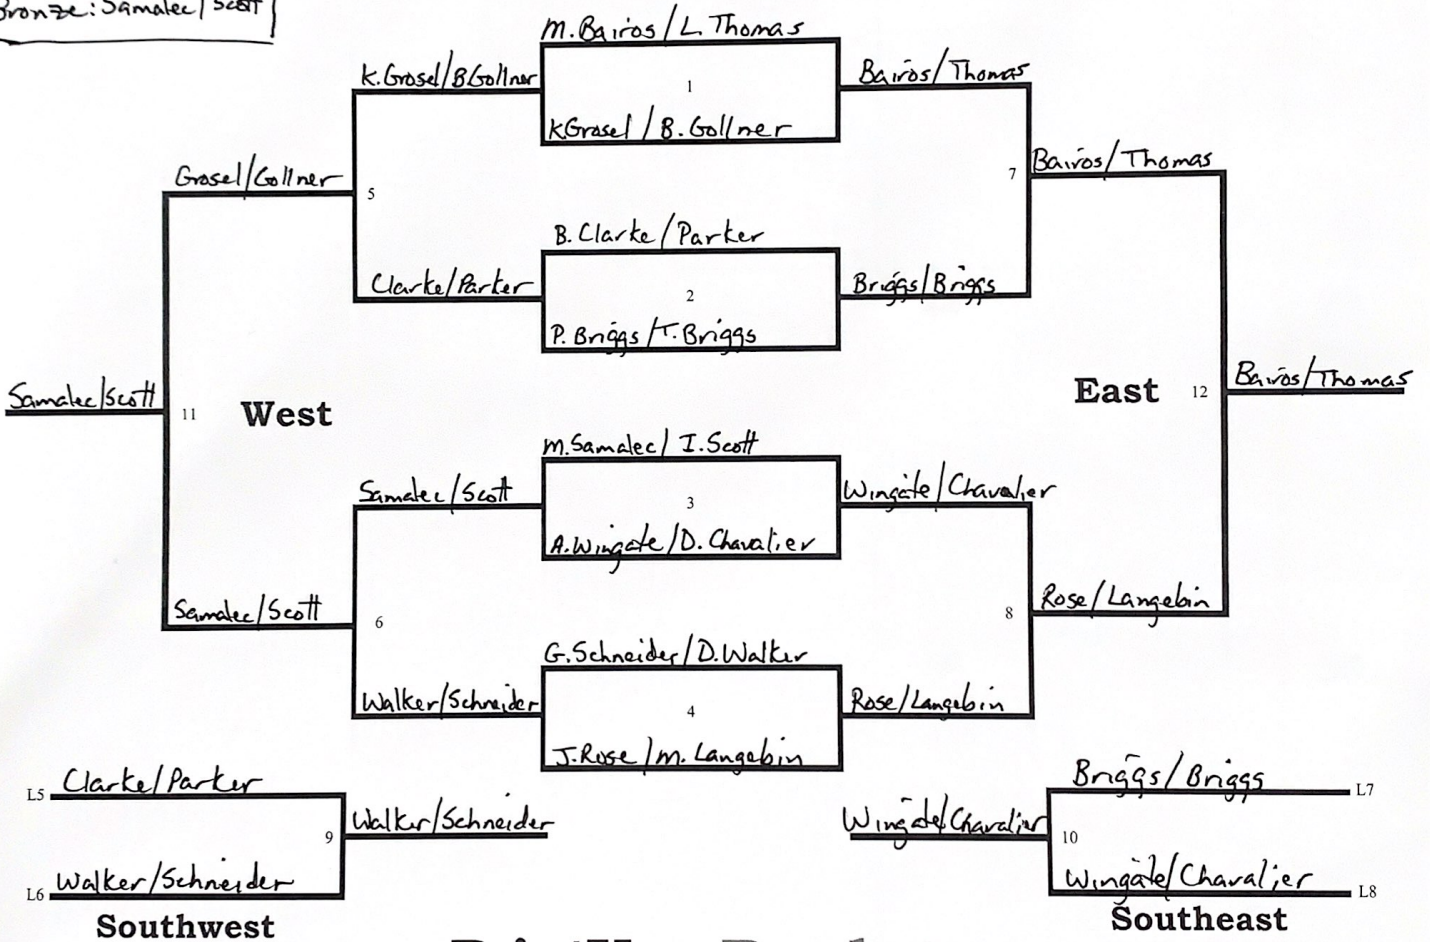 Bronze: Samalec/Scott
M. Bairos/L. Thomas
K. Grosel/B Gollner
Bairos/Thomas
1
K Grosel/B. Gollner
Grosel/Gollner
5
7
Bairos/Thomas
B. Clarke/Parker
Clarke/Parker
2
Briggs/Briggs
P. Briggs/T. Briggs
Samalec/Scott
11
West
East
12
Bairos/Thomas
M. Samalec/I. Scott
Samalec/Scott
3
Wingate/Chavalier
A. Wingate/D. Chavalier
Samalec/Scott
6
8
Rose/Langebin
G. Schneider/D. Walker
Walker/Schneider
4
Rose/Langebin
J. Rose/M. Langebin
L5
Clarke/Parker
Briggs/Briggs
L7
9
Walker/Schneider
Wingate/Chavalier
10
L6
Walker/Schneider
Wingate/Chavalier
L8
Southwest
Southeast